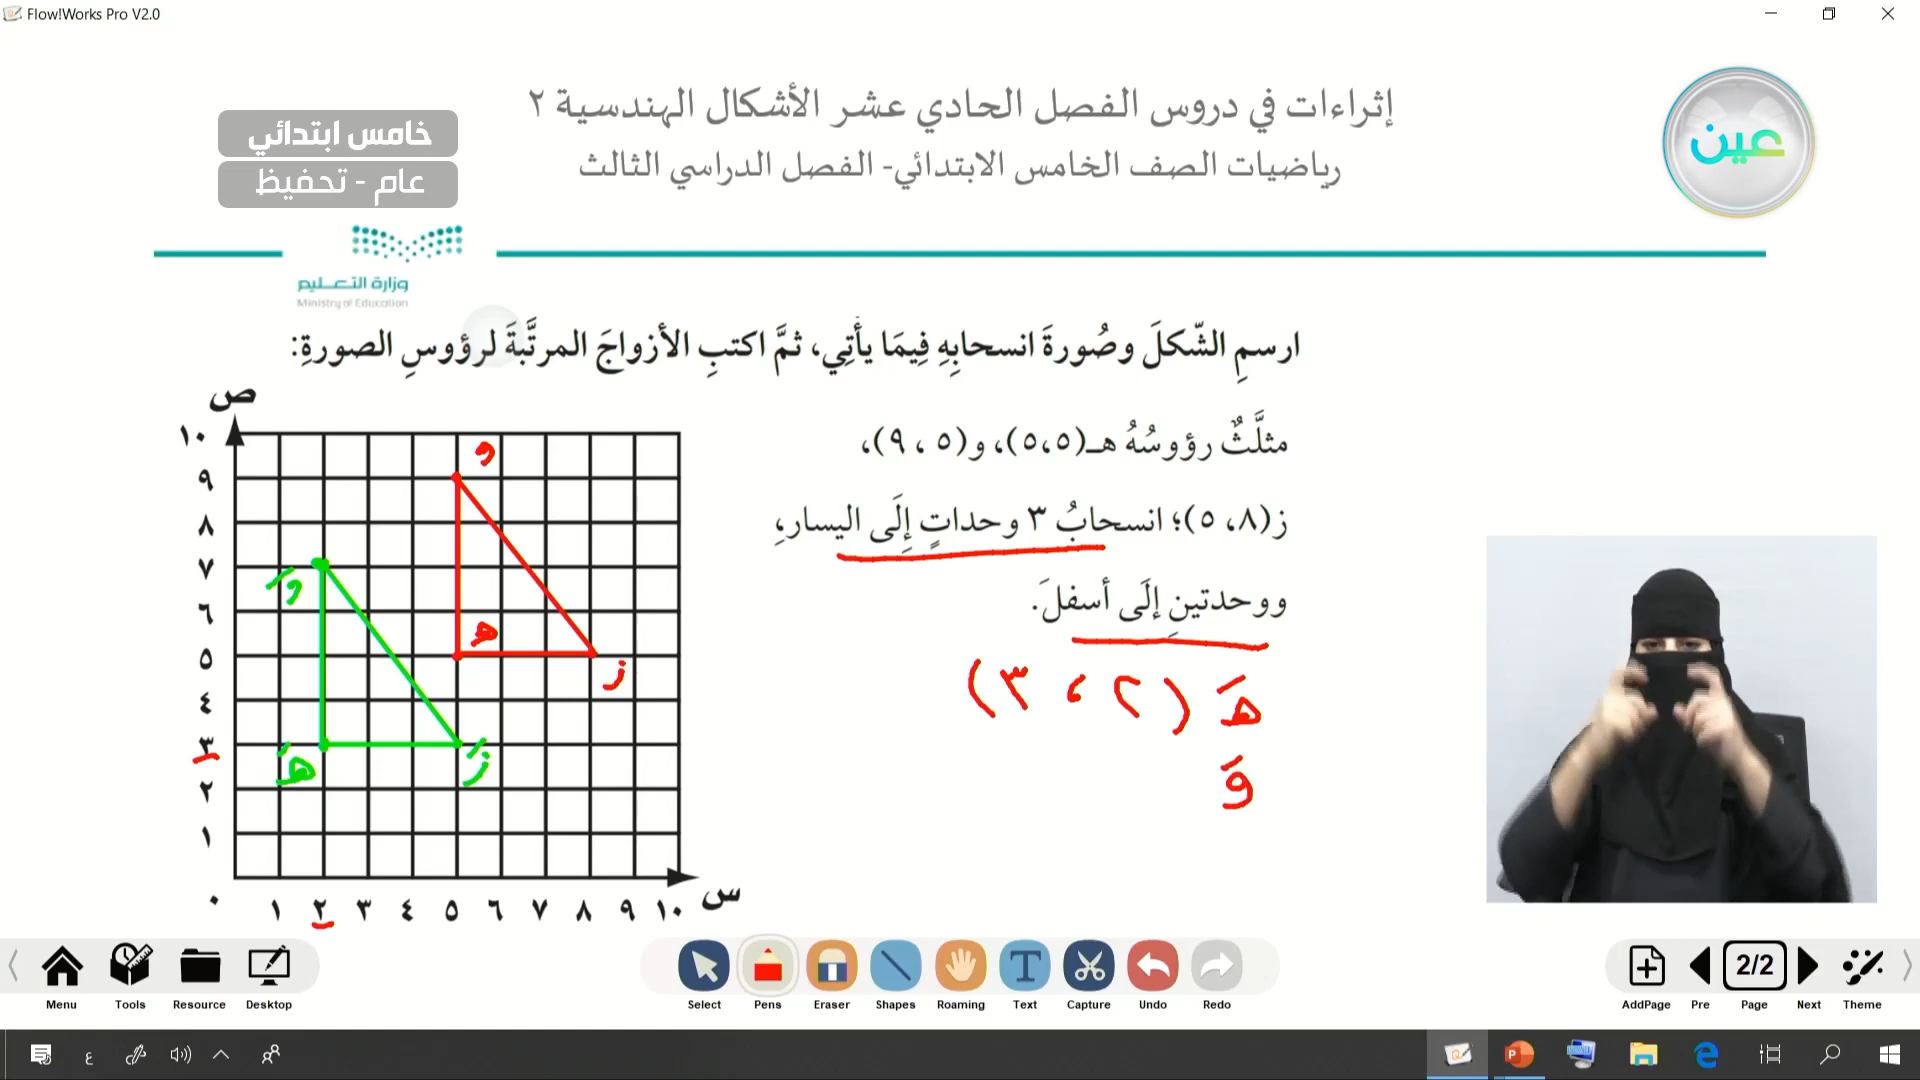 Flow!Works Pro V2.0
إثراءات في دروس الفصل الحادي عشر الأشكال الهندسية ٢
رياضيات الصف الخامس الابتدائي- الفصل الدراسي الثالث
خامس ابتدائي
عام - تحفيظ
عين
وزارة التعليم
Ministry of Education
ارسمِ الشّكلَ وصُورةَ انسحابِهِ فِيمَا يأتِي، ثمَّ اكتبِ الأزواجَ المرتَّبةَ لرؤوسِ الصورةِ:
مثلَّثٌ رؤوسُهُ هـ(٥،٥)، و(٥ ، ٩)،
ز(٨، ٥)؛ انسحابُ ٣ وحداتٍ إلَى اليسارِ،
ووحدتينِ إلَى أسفلَ.
هَ (٢ ، ٣)
وَ
ص
١٠
٩
٨
٧
٦
٥
٤
٣
٢
١
٠
١ ٢ ٣ ٤ ٥ ٦ ٧ ٨ ٩ ١٠
س
و
هـ
ز
وَ
هَ
زَ
Menu
Tools
Resource
Desktop
Select
Pens
Eraser
Shapes
Roaming
T
Text
Capture
Undo
Redo
AddPage
Pre
2/2
Page
Next
Theme
ع